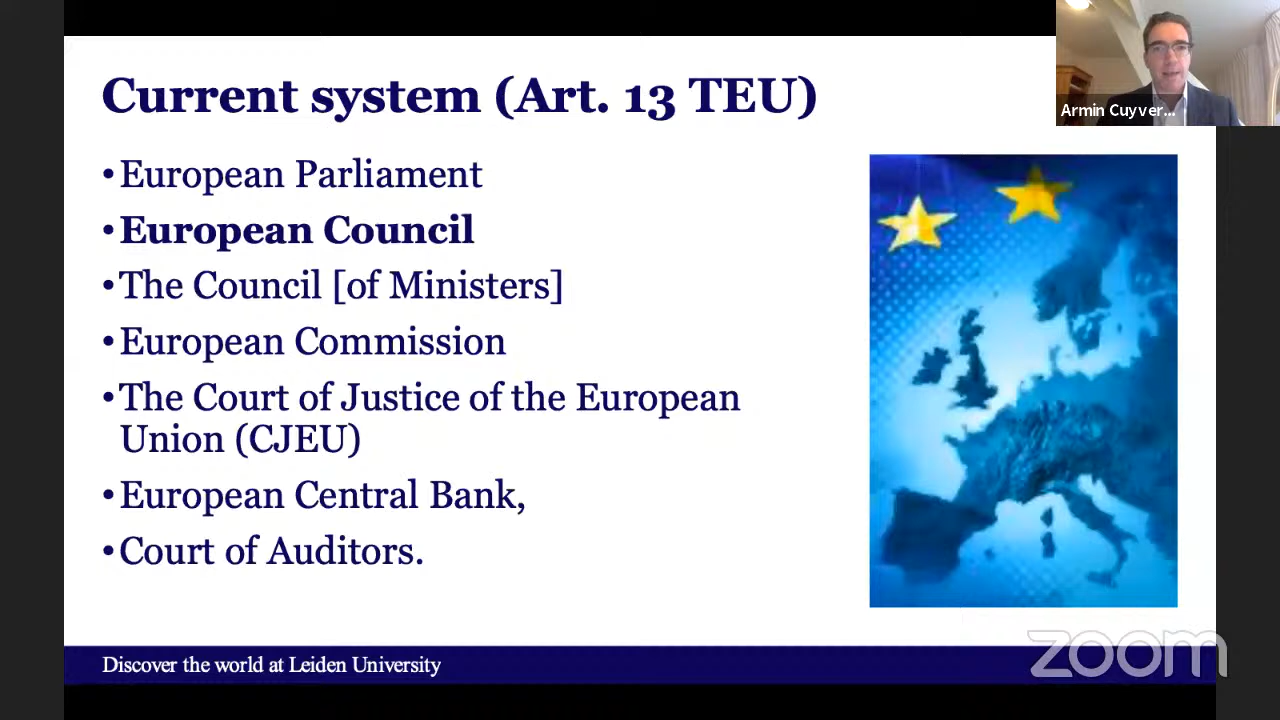 Current system (Art. 13 TEU)
Armin Cuyver...
•European Parliament
•European Council
•The Council [of Ministers]
•European Commission
•The Court of Justice of the European
Union (CJEU)
•European Central Bank,
•Court of Auditors.
Discover the world at Leiden University
zoom